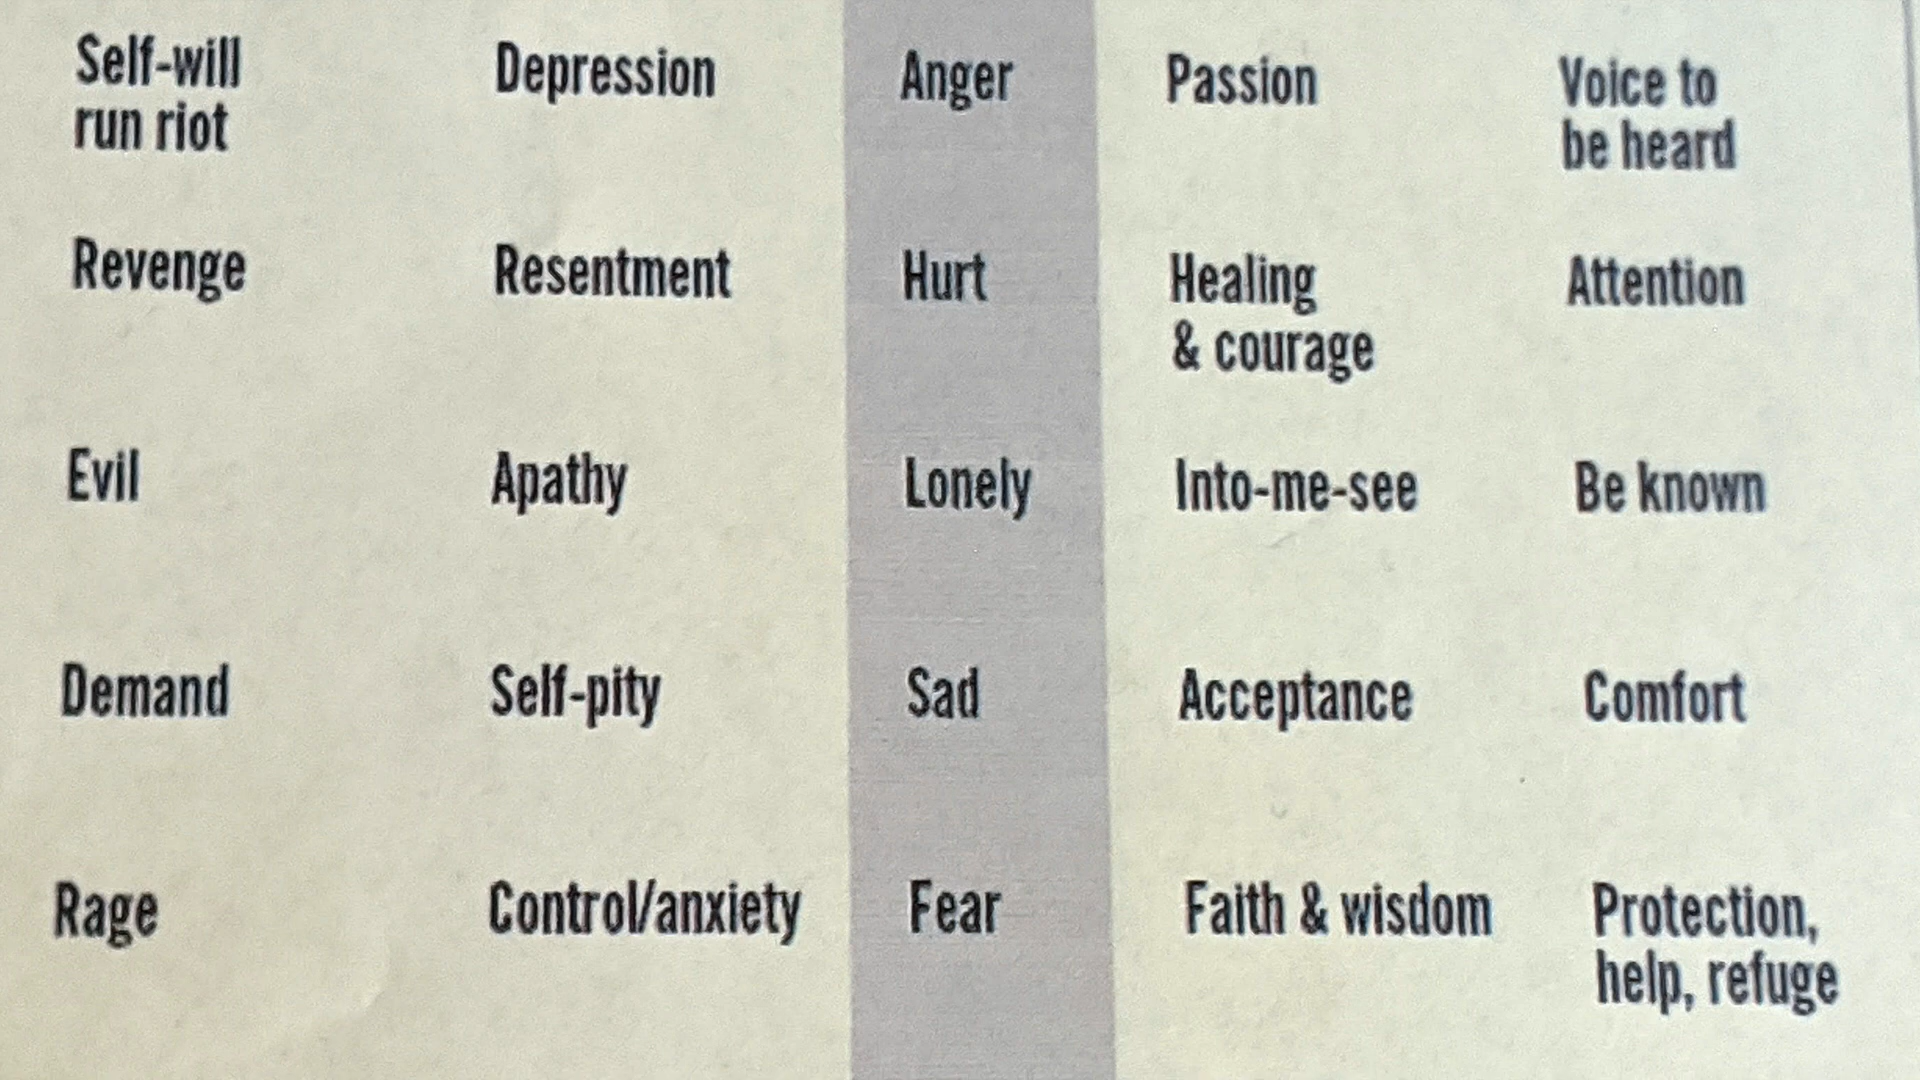 Self-will Depression Anger Passion Voice to
run riot be heard
Revenge Resentment Hurt Healing Attention
& courage
Evil Apathy Lonely Into-me-see Be known
Demand Self-pity Sad Acceptance Comfort
Rage Control/anxiety Fear Faith & wisdom Protection,
help, refuge